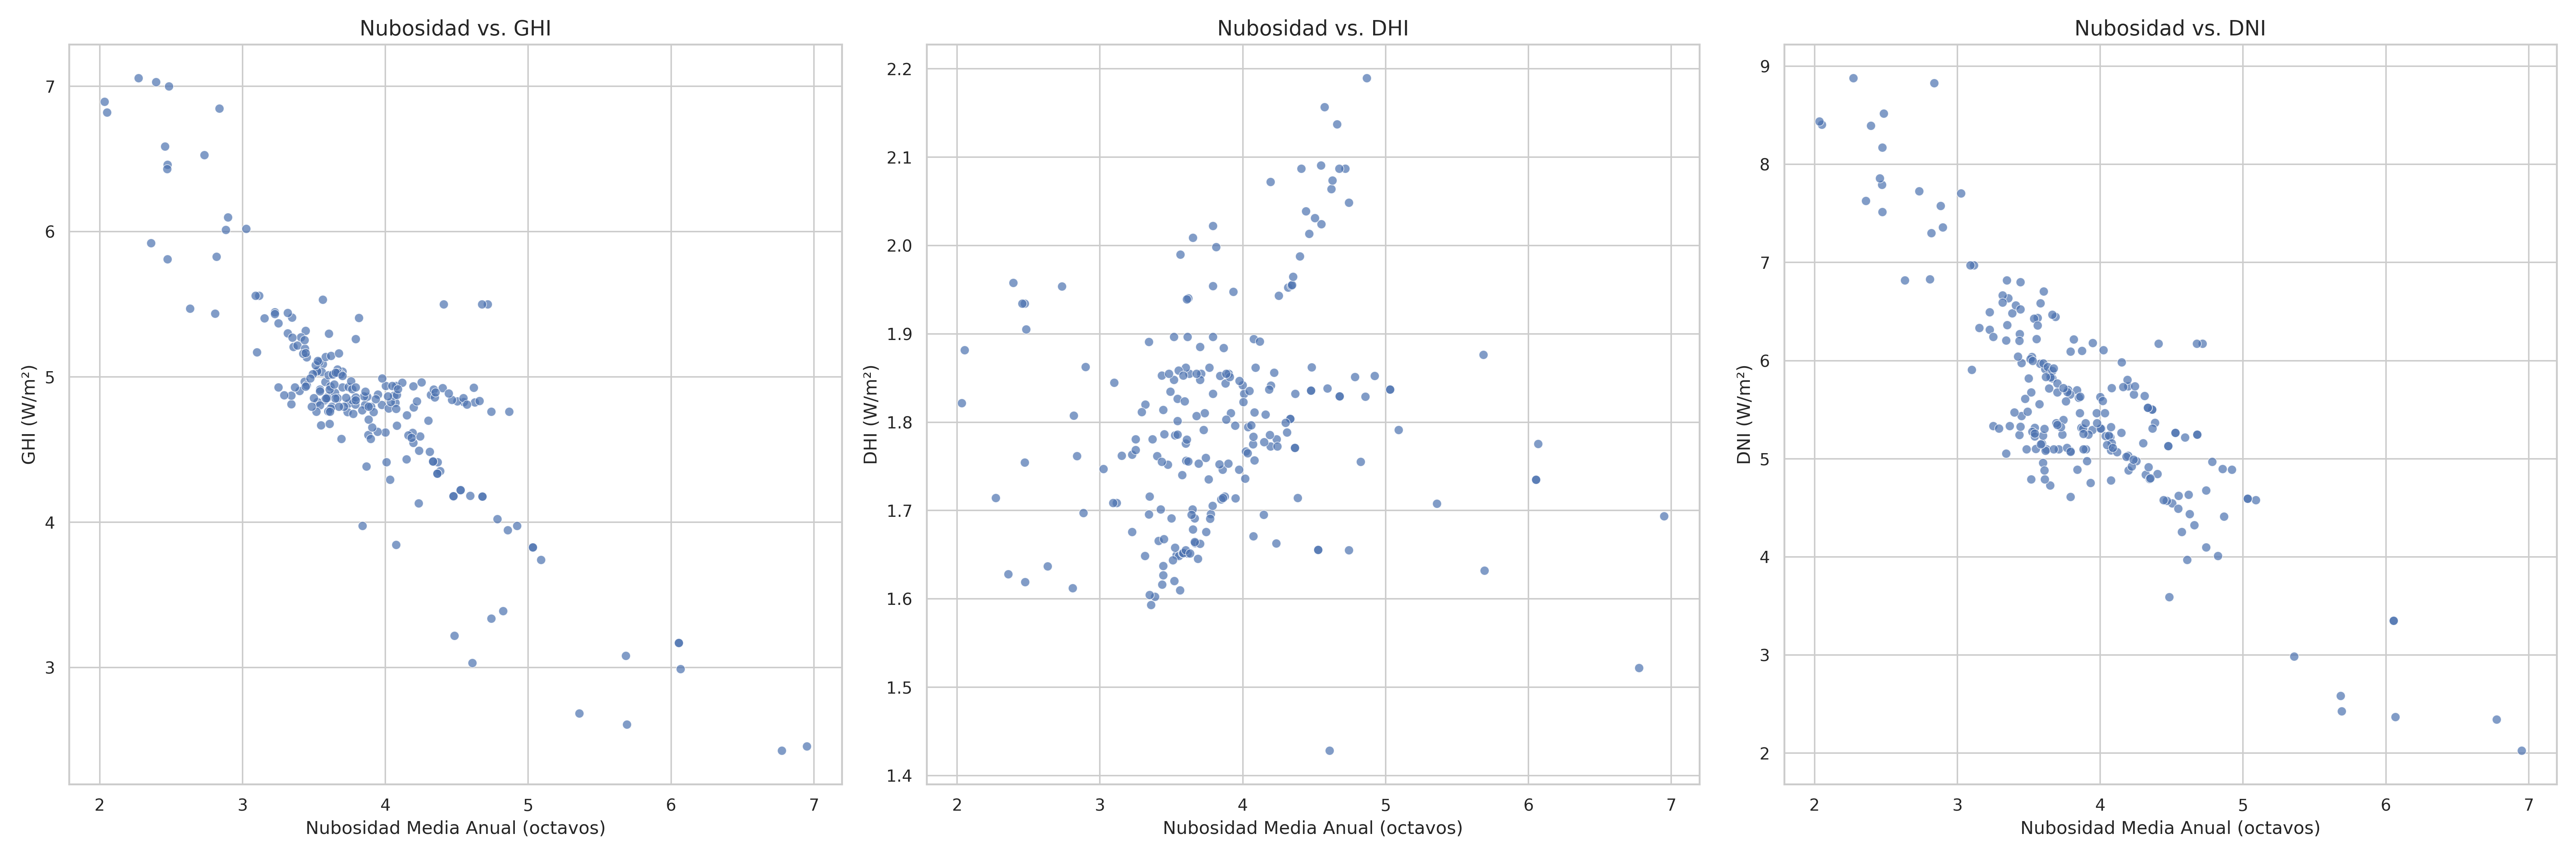 Nubosidad vs. GHI
7
6
5
4
3
GHI (W/m²)
2 3 4 5 6 7
Nubosidad Media Anual (octavos)
Nubosidad vs. DHI
2.2
2.1
2.0
1.9
1.8
1.7
1.6
1.5
1.4
DHI (W/m²)
2 3 4 5 6 7
Nubosidad Media Anual (octavos)
Nubosidad vs. DNI
9
8
7
6
5
4
3
2
DNI (W/m²)
2 3 4 5 6 7
Nubosidad Media Anual (octavos)